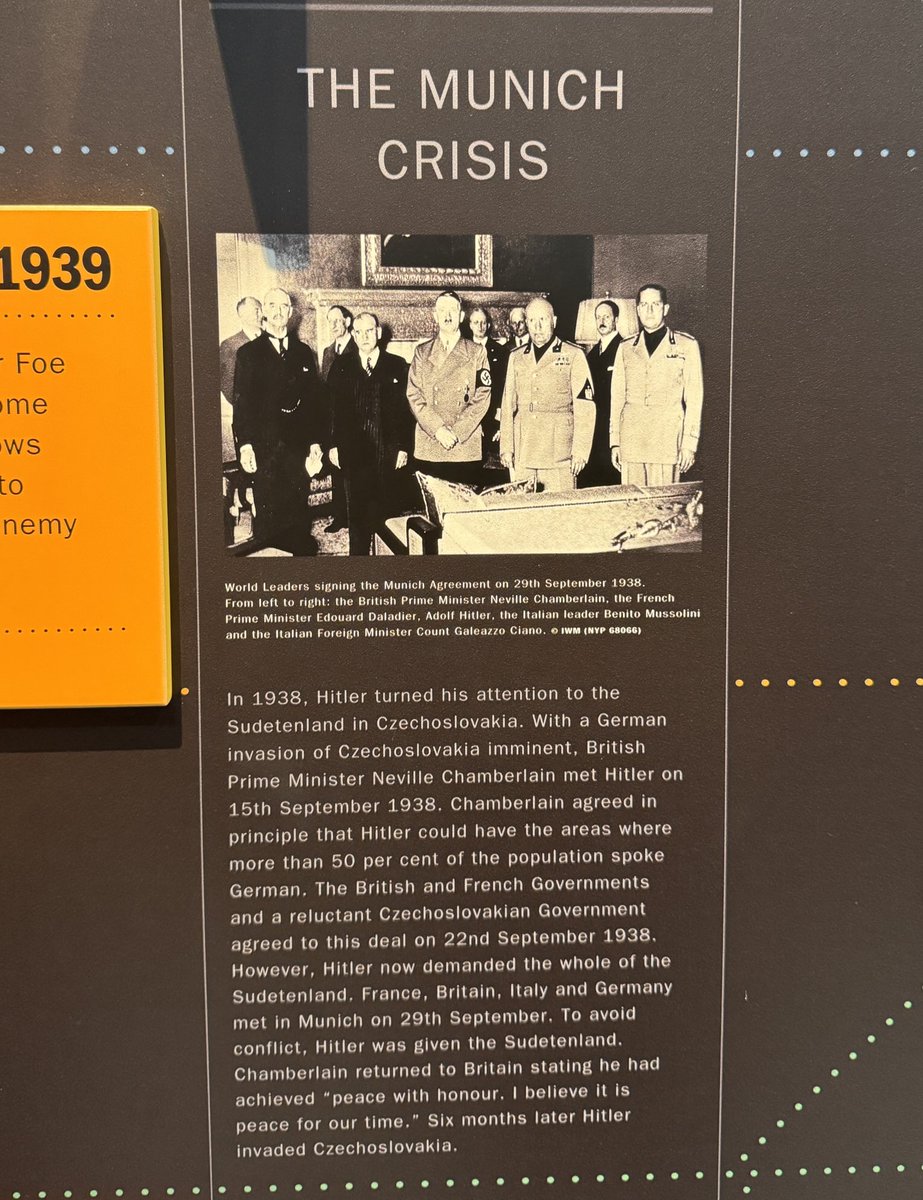 THE MUNICH
CRISIS
1939
Foe
ows
to
World Leaders signing the Munich Agreement on 29th September 1938.
From left to right: the British Prime Minister Neville Chamberlain, the French
Prime Minister Edouard Daladier, Adolf Hitler, the Italian leader Benito Mussolini
and the Italian Foreign Minister Count Galeazzo Ciano. © IWM (NYP 68066)
In 1938, Hitler turned his attention to the
Sudetenland in Czechoslovakia. With a German
invasion of Czechoslovakia imminent, British
Prime Minister Neville Chamberlain met Hitler on
15th September 1938. Chamberlain agreed in
principle that Hitler could have the areas where
more than 50 per cent of the population spoke
German. The British and French Governments
and a reluctant Czechoslovakian Government
agreed to this deal on 22nd September 1938.
However, Hitler now demanded the whole of the
Sudetenland. France, Britain, Italy and Germany
met in Munich on 29th September. To avoid
conflict, Hitler was given the Sudetenland.
Chamberlain returned to Britain stating he had
achieved “peace with honour. I believe it is
peace for our time.” Six months later Hitler
invaded Czechoslovakia.